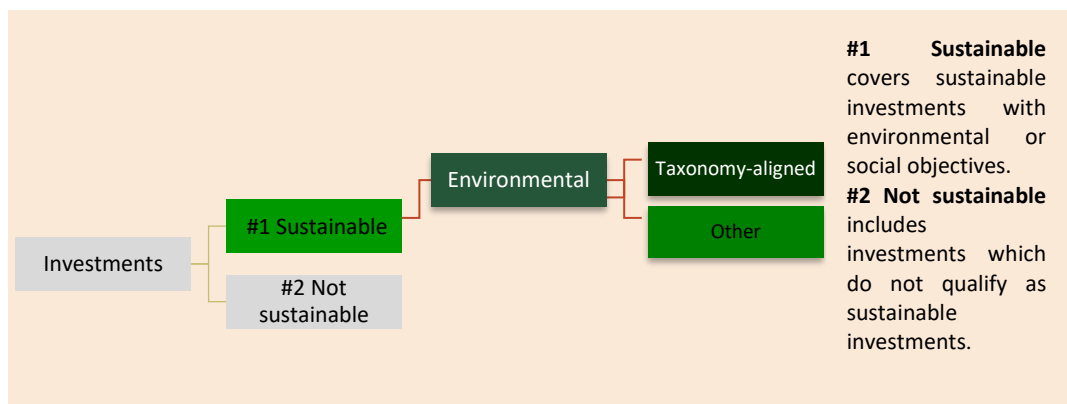 Investments
#1 Sustainable
#2 Not
sustainable
Environmental
Taxonomy-aligned
Other
#1 Sustainable
covers sustainable
investments with
environmental or
social objectives.
#2 Not sustainable
includes
investments which
do not qualify as
sustainable
investments.